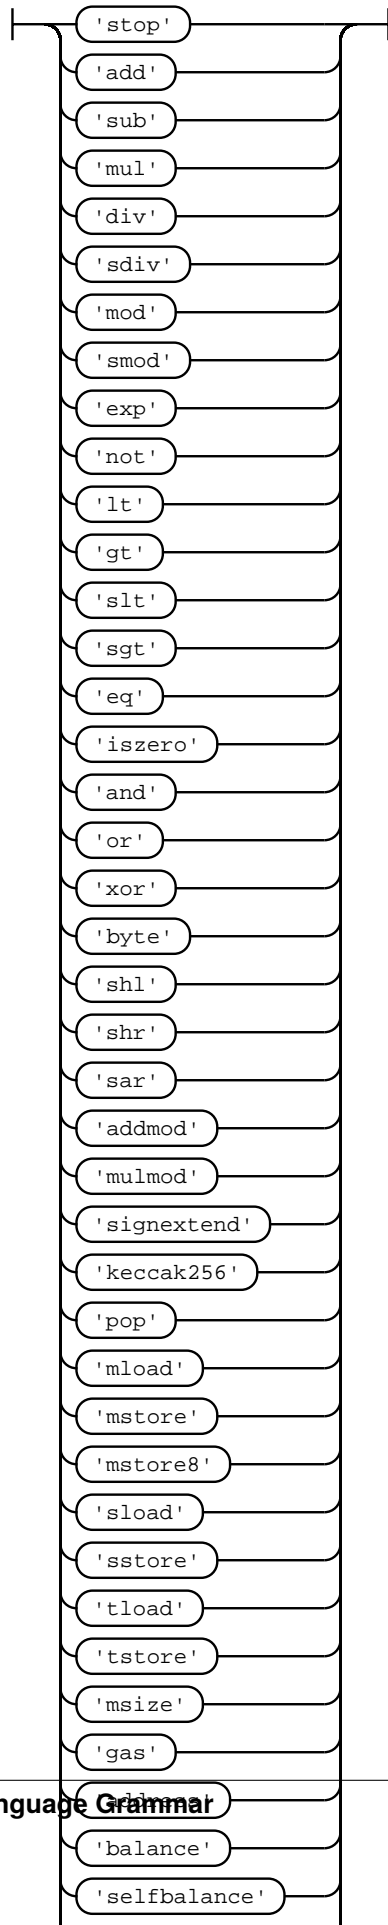 'stop'
'add'
'sub'
'mul'
'div'
'sdiv'
'mod'
'smod'
'exp'
'not'
'lt'
'gt'
'slt'
'sgt'
'eq'
'iszero'
'and'
'or'
'xor'
'byte'
'shl'
'shr'
'sar'
'addmod'
'mulmod'
'signextend'
'keccak256'
'pop'
'mload'
'mstore'
'mstore8'
'sload'
'sstore'
'tload'
'tstore'
'msize'
'gas'
'address'
nguage Grammar
'balance'
'selfbalance'